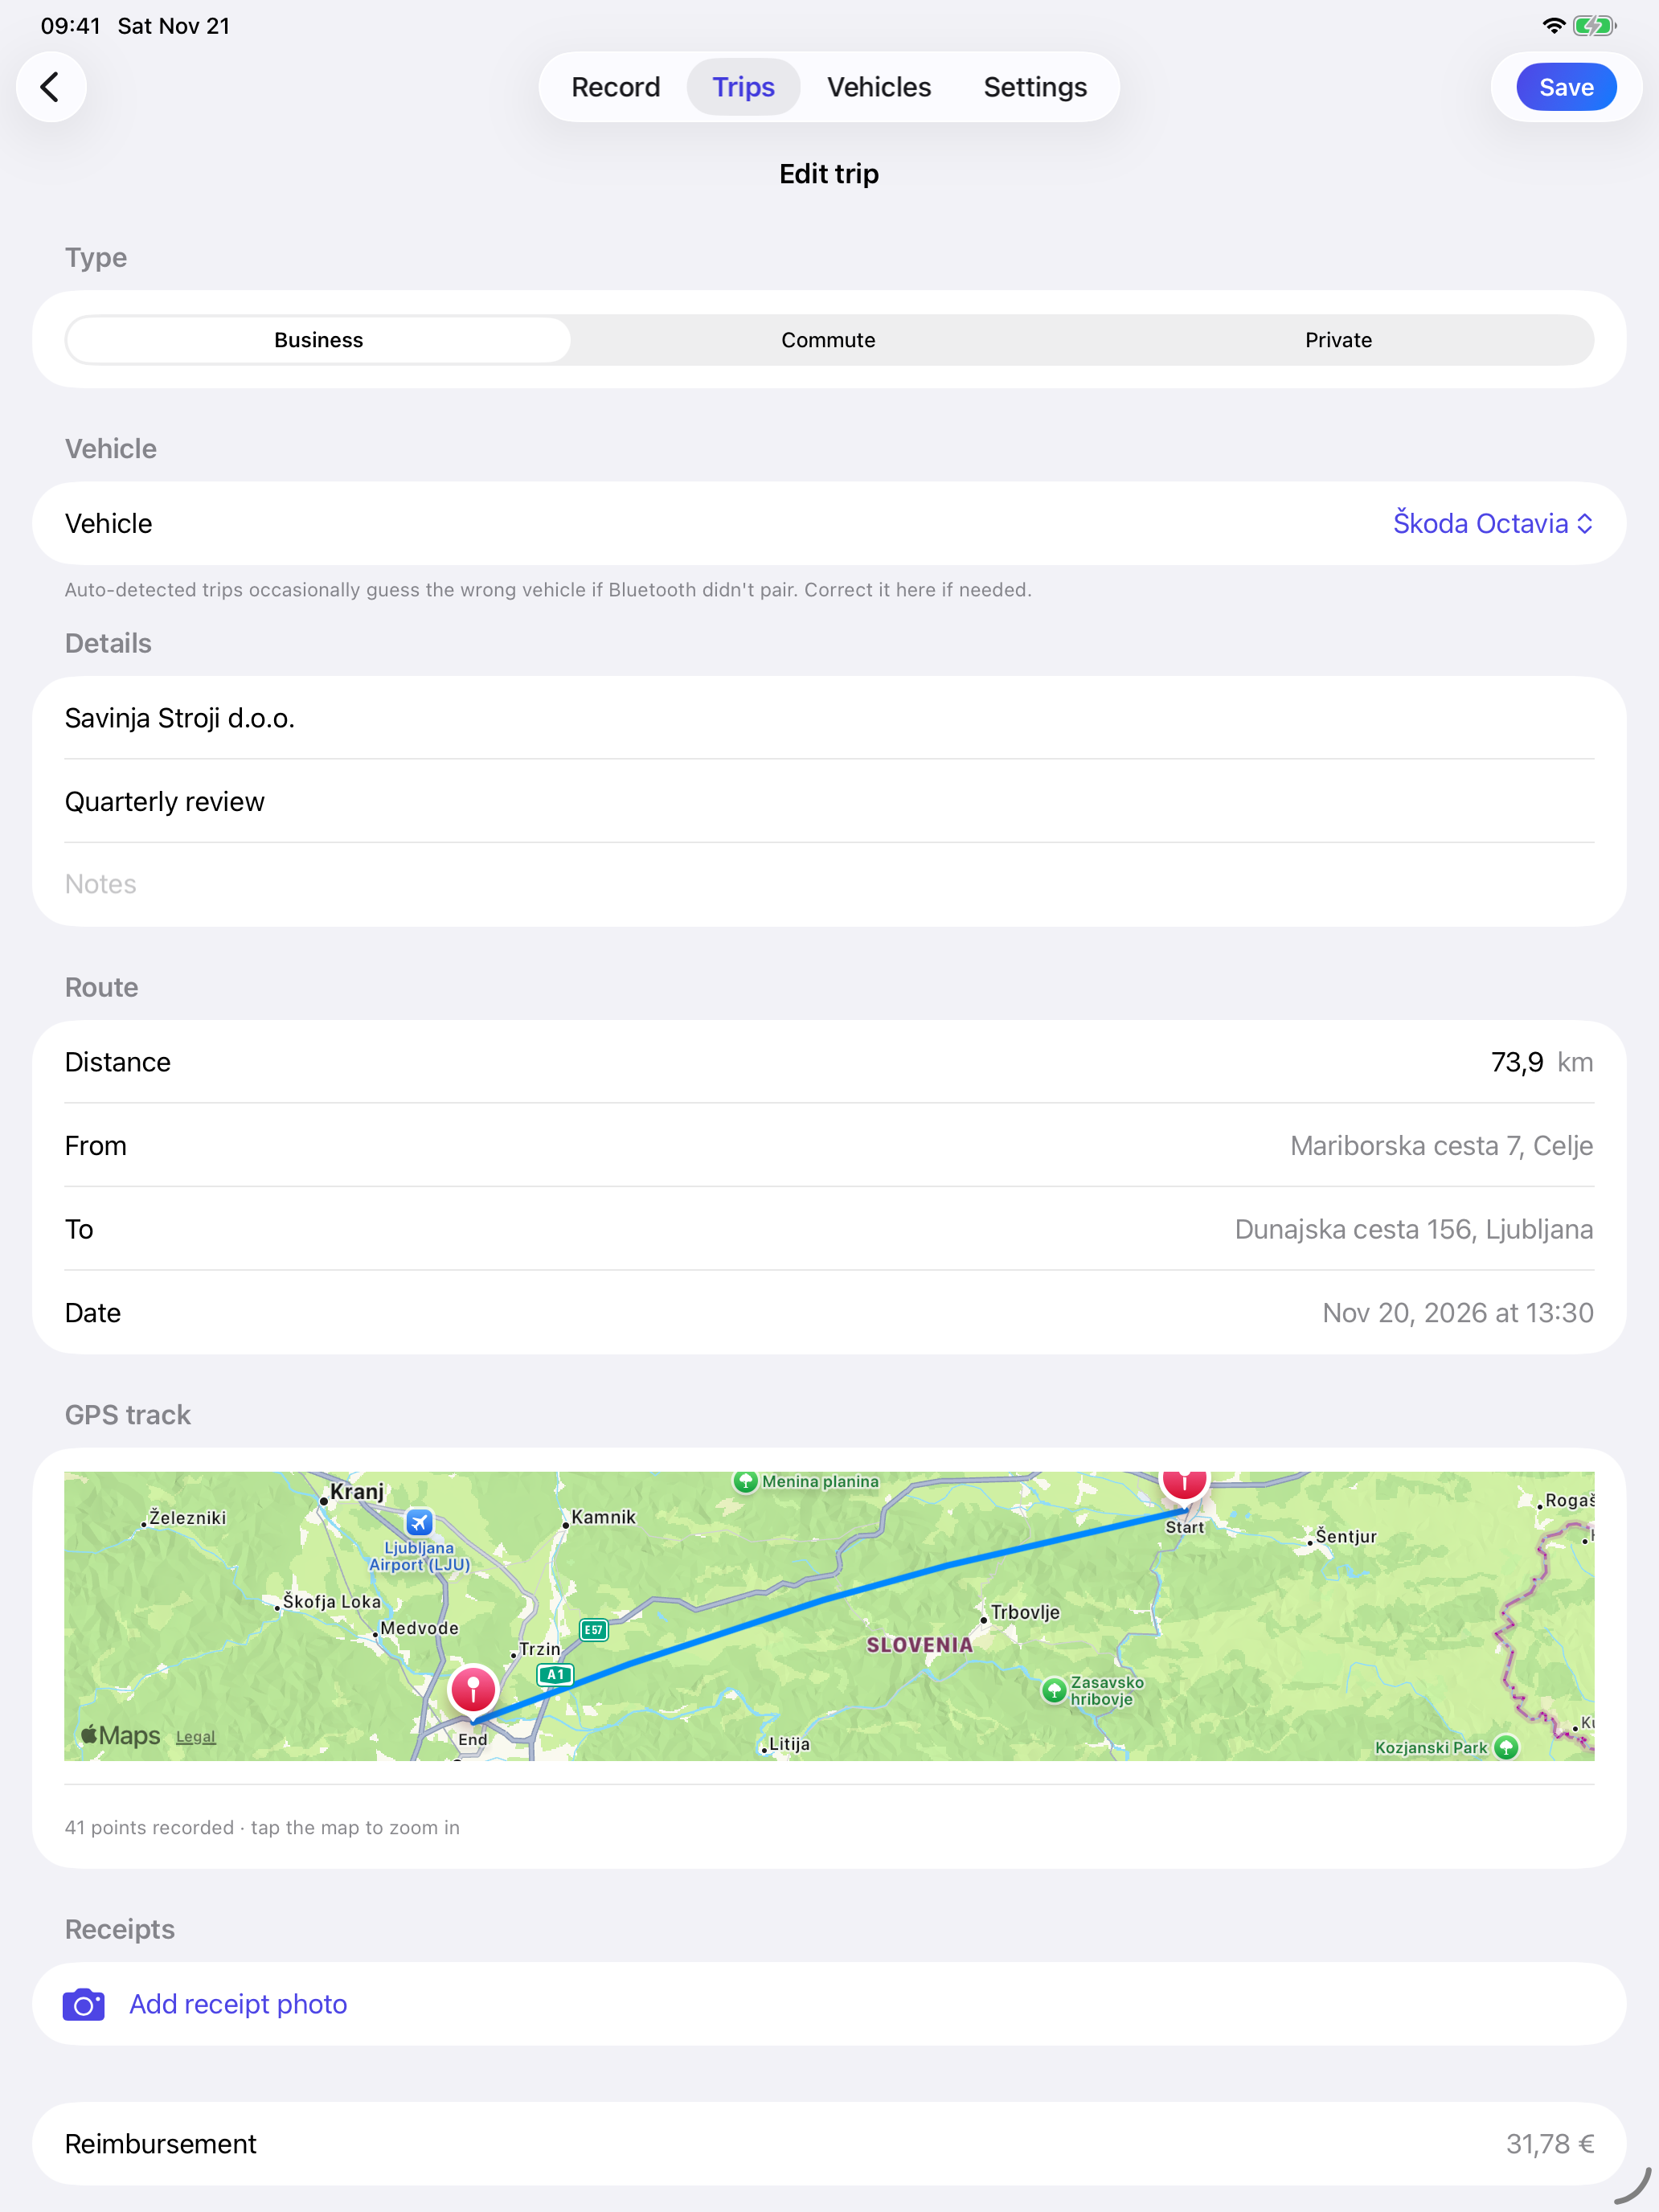 09:41 Sat Nov 21
Record Trips Vehicles Settings
Save
Edit trip
Type
Business Commute Private
Vehicle
Vehicle Škoda Octavia
Auto-detected trips occasionally guess the wrong vehicle if Bluetooth didn't pair. Correct it here if needed.
Details
Savinja Stroji d.o.o.
Quarterly review
Notes
Route
Distance 73,9 km
From Mariborska cesta 7, Celje
To Dunajska cesta 156, Ljubljana
Date Nov 20, 2026 at 13:30
GPS track
Menina planina
Kranj
Železniki
Kamnik
Start
Šentjur
Ljubljana
Airport (LJU)
Škofja Loka
Medvode
E57
Trbovlje
SLOVENIA
Trzin
A1
Zasavsko
hribovje
Maps Legal
End
Litija
Kozjanski Park
41 points recorded · tap the map to zoom in
Receipts
Add receipt photo
Reimbursement 31,78 €